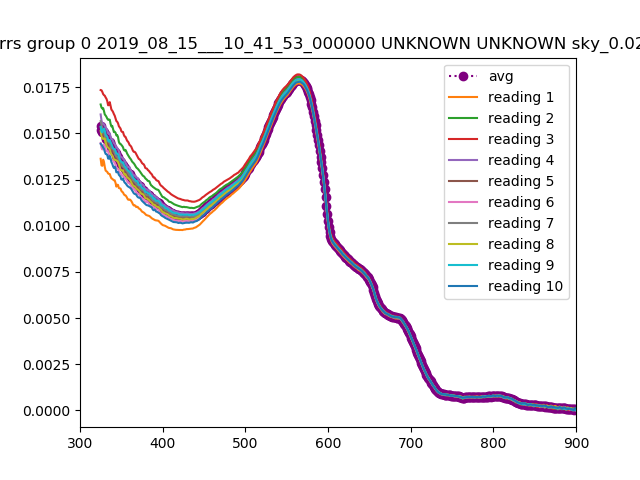 rrs group 0 2019_08_15___10_41_53_000000 UNKNOWN UNKNOWN sky_0.02
avg
reading 1
reading 2
reading 3
reading 4
reading 5
reading 6
reading 7
reading 8
reading 9
reading 10
0.0175
0.0150
0.0125
0.0100
0.0075
0.0050
0.0025
0.0000
300 400 500 600 700 800 900